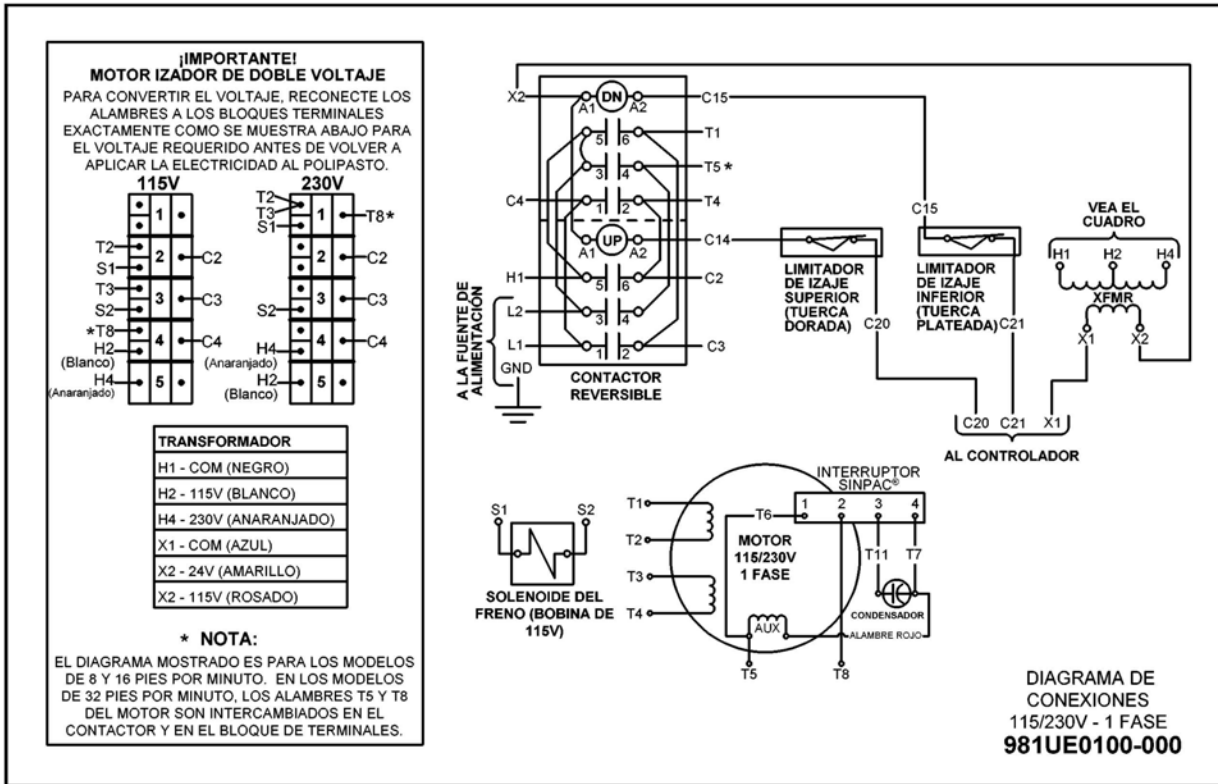 ¡IMPORTANTE!
MOTOR IZADOR DE DOBLE VOLTAJE
PARA CONVERTIR EL VOLTAJE, RECONECTE LOS
ALAMBRES A LOS BLOQUES TERMINALES
EXACTAMENTE COMO SE MUESTRA ABAJO PARA
EL VOLTAJE REQUERIDO ANTES DE VOLVER A
APLICAR LA ELECTRICIDAD AL POLIPASTO.
115V
1
T2
2
C2
S1
T3
3
C3
S2
*T8
4
C4
H2
(Blanco)
H4
5
(Anaranjado)
230V
T2
T3
1
T8*
S1
2
C2
3
C3
S2
4
C4
H4
(Anaranjado)
H2
5
(Blanco)
TRANSFORMADOR
H1 - COM (NEGRO)
H2 - 115V (BLANCO)
H4 - 230V (ANARANJADO)
X1 - COM (AZUL)
X2 - 24V (AMARILLO)
X2 - 115V (ROSADO)
* NOTA:
EL DIAGRAMA MOSTRADO ES PARA LOS MODELOS
DE 8 Y 16 PIES POR MINUTO. EN LOS MODELOS
DE 32 PIES POR MINUTO, LOS ALAMBRES T5 Y T8
DEL MOTOR SON INTERCAMBIADOS EN EL
CONTACTOR Y EN EL BLOQUE DE TERMINALES.
X2
A1
DN
A2
C15
5
6
T1
3
4
T5 *
C4
1
2
T4
A1
UP
A2
C14
H1
5
6
C2
L2
3
4
L1
1
2
C3
GND
A LA FUENTE DE
ALIMENTACIÓN
CONTACTOR
REVERSIBLE
LIMITADOR
DE IZAJE
SUPERIOR
(TUERCA
DORADA)
C20
C15
LIMITADOR
DE IZAJE
INFERIOR
(TUERCA
PLATEADA)
C21
VEA EL
CUADRO
H1
H2
H4
XFMR
X1
X2
C20
C21
X1
AL CONTROLADOR
S1
S2
SOLENOIDE DEL
FRENO (BOBINA DE
115V)
T1
T2
T3
T4
MOTOR
115/230V
1 FASE
INTERRUPTOR
SINPAC®
1
2
3
4
T6
T11
T7
CONDENSADOR
AUX
ALAMBRE ROJO
T5
T8
DIAGRAMA DE
CONEXIONES
115/230V - 1 FASE
981UE0100-000